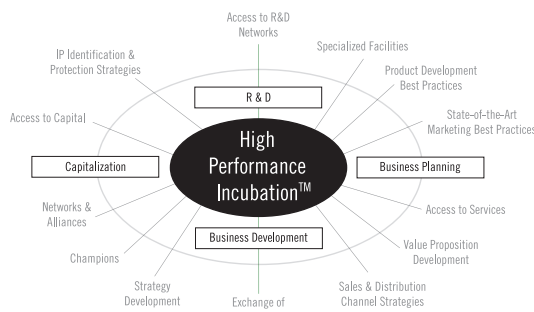 Access to R&D
Networks
Specialized Facilities
IP Identification &
Protection Strategies
Product Development
Best Practices
R & D
Access to Capital
State-of-the-Art
Marketing Best Practices
High
Performance
Incubation™
Capitalization
Business Planning
Networks &
Alliances
Access to Services
Business Development
Champions
Value Proposition
Development
Strategy
Development
Sales & Distribution
Channel Strategies
Exchange of